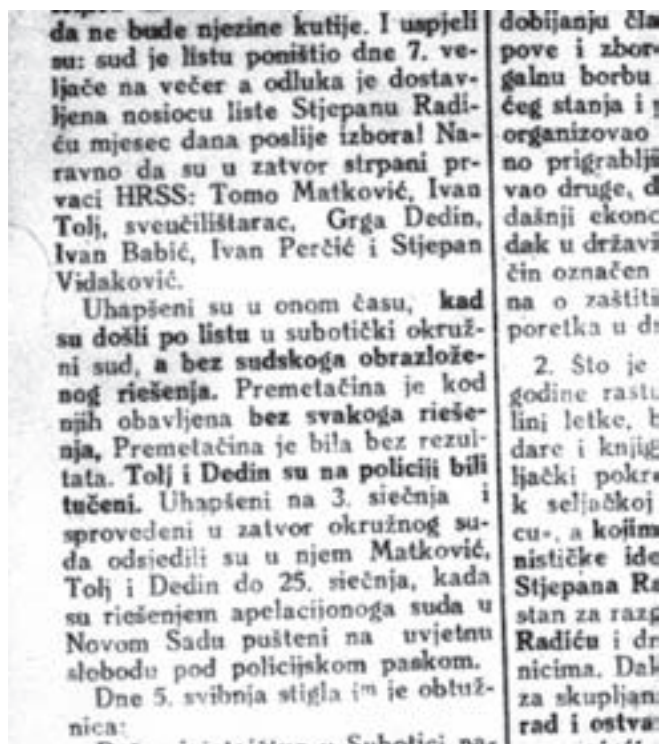 da ne bude njezine kutije. I uspjeli
su: sud je listu poništio dne 7. ve-
ljače na večer a odluka je dostav-
ljena nosiocu liste Stjepanu Radi-
ću mjesec dana poslije izbora! Na-
ravno da su u zatvor strpani pr-
vaci HRSS: Tomo Matković, Ivan
Tolj, sveučilištarac, Grga Dedin,
Ivan Babić, Ivan Perčić i Stjepan
Vidaković.
Uhapšeni su u onom času, kad
su došli po listu u subotički okruž-
ni sud, a bez sudskoga obrazlože-
nog riešenja. Premetačina je kod
njih obavljena bez svakoga rieše-
nja, Premetačina je bila bez rezul-
tata. Tolj i Dedin su na policiji bili
tučeni. Uhapšeni na 3. siečnja i
sprovedeni u zatvor okružnog su-
da odsjedili su u njem Matković,
Tolj i Dedin do 25. siečnja, kada
su riešenjem apelacijonoga suda u
Novom Sadu pušteni na uvjetnu
slobodu pod policijskom paskom.
Dne 5. svibnja stigla im je obtuž-
nica:
u Subotici na-
dobijanju čla
pove i zbor
galnu borbu
ćeg stanja i
organizovao
no prigrablji
vao druge, d
dašnji ekono
dak u držav
čin označen
na o zaštiti
poretka u d
2. Što je
godine rastu
lini letke, b
dare i knjig
ljački pokr
k seljačkoj
cu«, a kojim
nističke ide
Stjepana Ra
stan za razg
Radiću i dr
nicima. Dak
za skupljan
rad i ostva